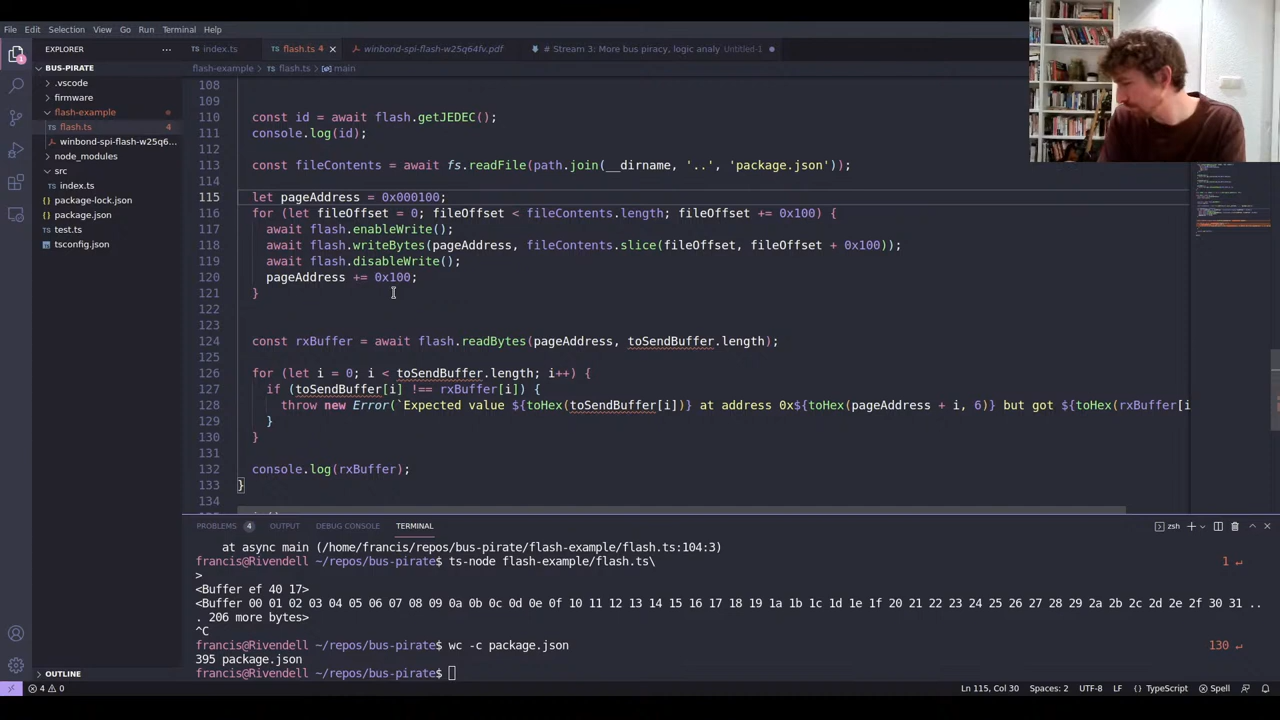 File Edit Selection View Go Run Terminal Help
EXPLORER
index.ts flash.ts 4 winbond-spi-flash-w25q64fv.pdf # Stream 3: More bus piracy, logic analy Untitled-1
BUS-PIRATE
flash-example > flash.ts > main
.vscode
firmware
flash-example
flash.ts 4
winbond-spi-flash-w25q6...
node_modules
src
index.ts
package-lock.json
package.json
test.ts
tsconfig.json
OUTLINE
108
109
110 const id = await flash.getJEDEC();
111 console.log(id);
112
113 const fileContents = await fs.readFile(path.join(__dirname, '..', 'package.json'));
114
115 let pageAddress = 0x000100;
116 for (let fileOffset = 0; fileOffset < fileContents.length; fileOffset += 0x100) {
117 await flash.enableWrite();
118 await flash.writeBytes(pageAddress, fileContents.slice(fileOffset, fileOffset + 0x100));
119 await flash.disableWrite();
120 pageAddress += 0x100;
121 }
122
123
124 const rxBuffer = await flash.readBytes(pageAddress, toSendBuffer.length);
125
126 for (let i = 0; i < toSendBuffer.length; i++) {
127 if (toSendBuffer[i] !== rxBuffer[i]) {
128 throw new Error(`Expected value ${toHex(toSendBuffer[i])} at address 0x${toHex(pageAddress + i, 6)} but got ${toHex(rxBuffer[i
129 }
130 }
131
132 console.log(rxBuffer);
133 }
134
PROBLEMS 4 OUTPUT DEBUG CONSOLE TERMINAL zsh
at async main (/home/francis/repos/bus-pirate/flash-example/flash.ts:104:3)
francis@Rivendell ~/repos/bus-pirate$ ts-node flash-example/flash.ts\ 1 ↵
>
<Buffer ef 40 17>
<Buffer 00 01 02 03 04 05 06 07 08 09 0a 0b 0c 0d 0e 0f 10 11 12 13 14 15 16 17 18 19 1a 1b 1c 1d 1e 1f 20 21 22 23 24 25 26 27 28 29 2a 2b 2c 2d 2e 2f 30 31 ..
. 206 more bytes>
^C
francis@Rivendell ~/repos/bus-pirate$ wc -c package.json 130 ↵
395 package.json
francis@Rivendell ~/repos/bus-pirate$
4 0 Ln 115, Col 30 Spaces: 2 UTF-8 LF TypeScript Spell